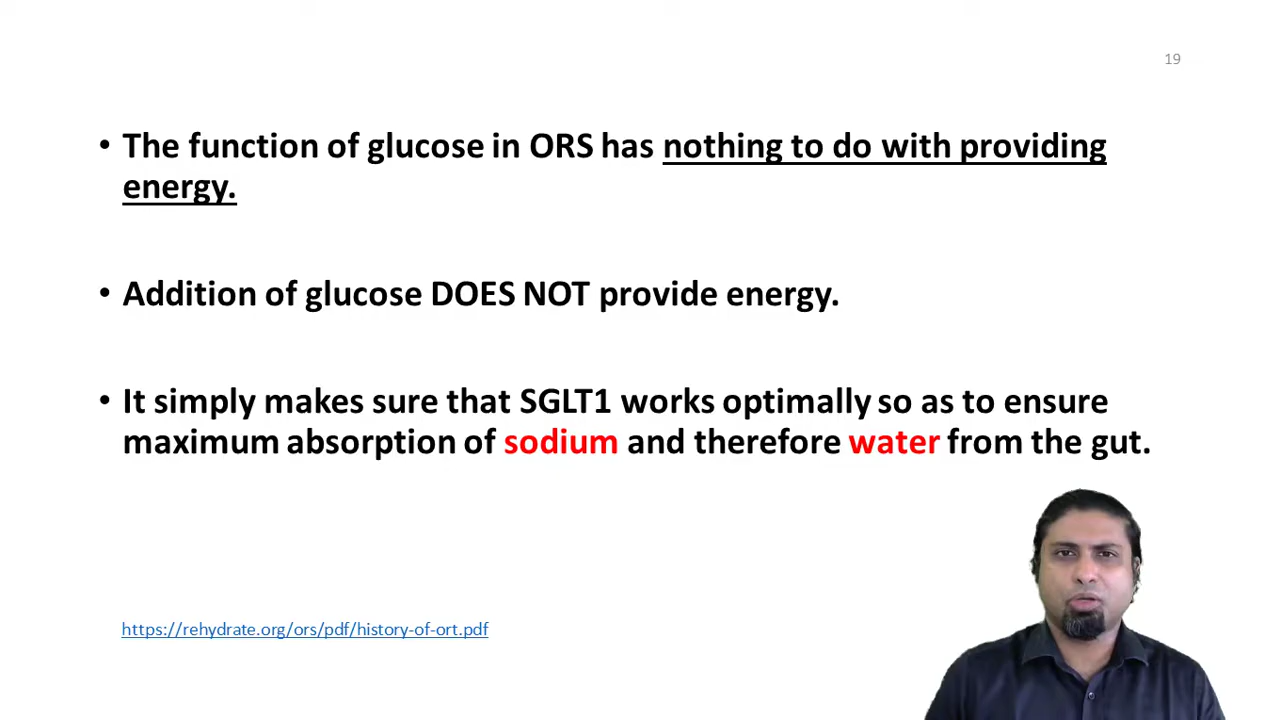 19
• The function of glucose in ORS has nothing to do with providing
energy.
• Addition of glucose DOES NOT provide energy.
• It simply makes sure that SGLT1 works optimally so as to ensure
maximum absorption of sodium and therefore water from the gut.
https://rehydrate.org/ors/pdf/history-of-ort.pdf